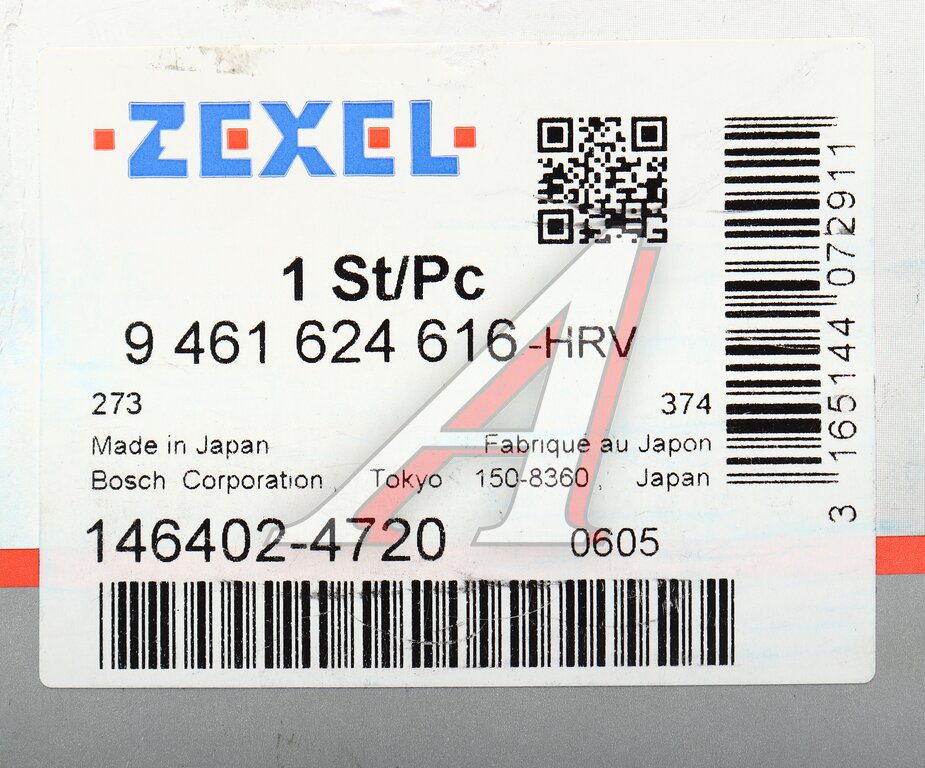 ZEXEL
1 St/Pc
9 461 624 616 -HRV
273 374
Made in Japan Fabrique au Japon
Bosch Corporation, Tokyo 150-8360, Japan
146402-4720 0605
3 165144 072911